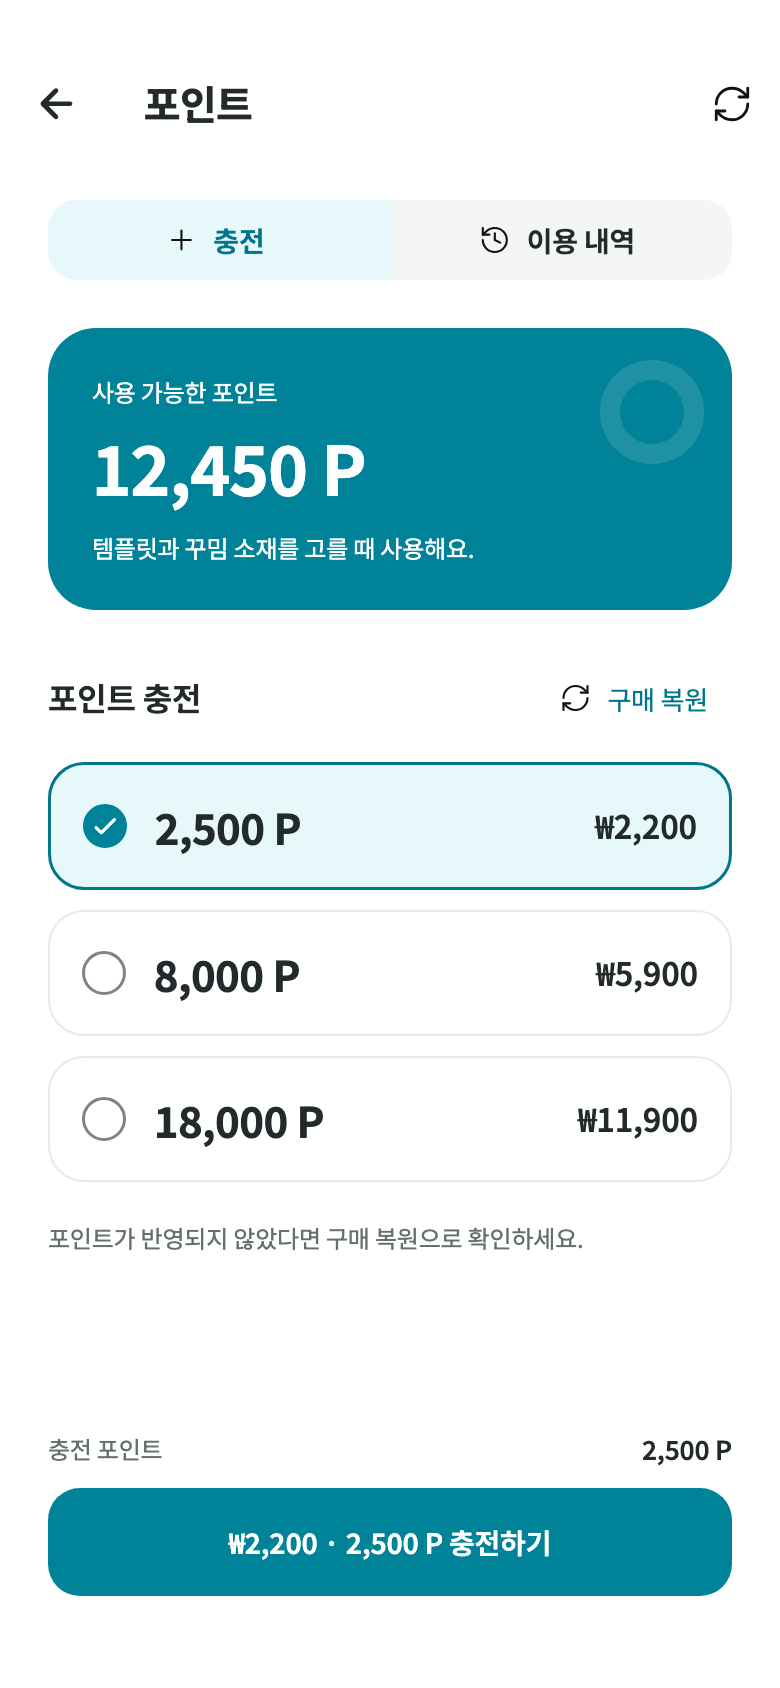 포인트
충전
이용 내역
사용 가능한 포인트
12,450 P
템플릿과 꾸밈 소재를 고를 때 사용해요.
포인트 충전
구매 복원
2,500 P
₩2,200
8,000 P
₩5,900
18,000 P
₩11,900
포인트가 반영되지 않았다면 구매 복원으로 확인하세요.
충전 포인트
2,500 P
₩2,200 · 2,500 P 충전하기